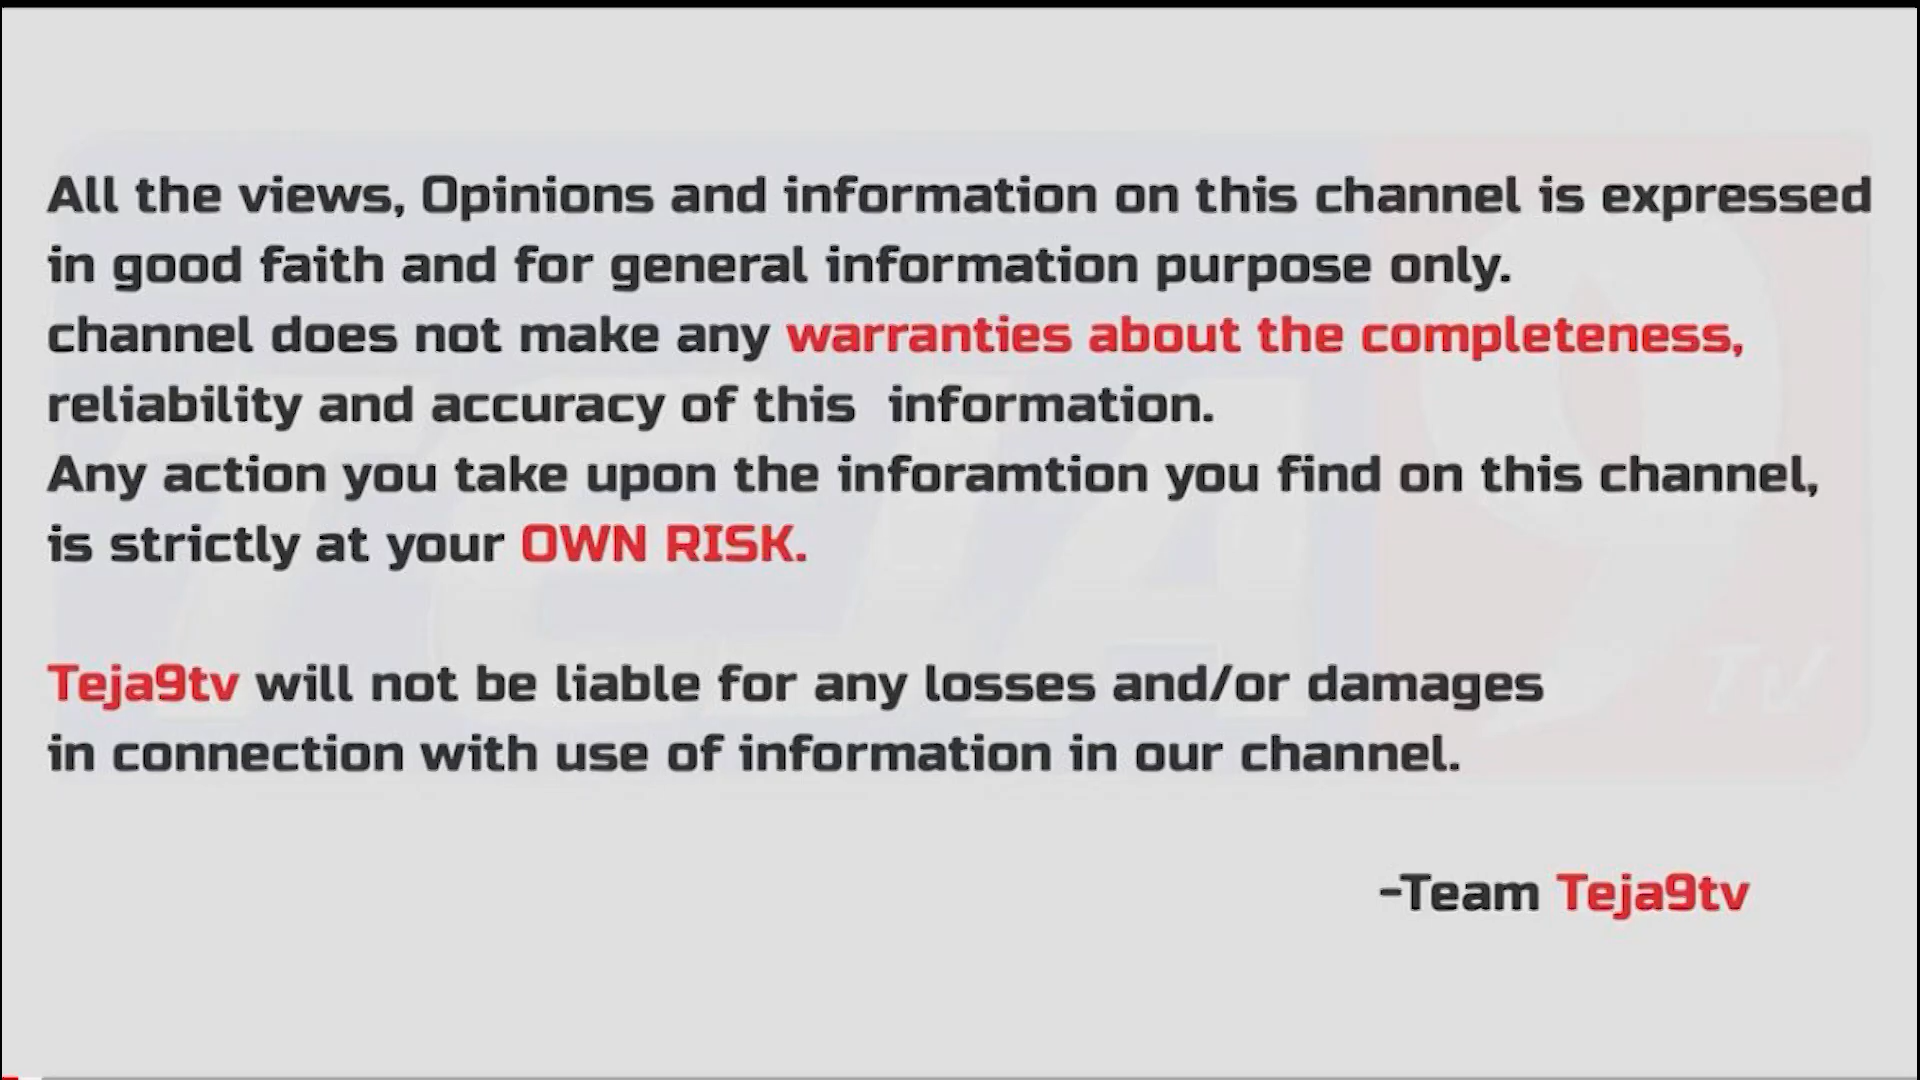 All the views, Opinions and information on this channel is expressed
in good faith and for general information purpose only.
channel does not make any warranties about the completeness,
reliability and accuracy of this  information.
Any action you take upon the inforamtion you find on this channel,
is strictly at your OWN RISK.
Teja9tv will not be liable for any losses and/or damages
in connection with use of information in our channel.
-Team Teja9tv
TEJA 9
TV